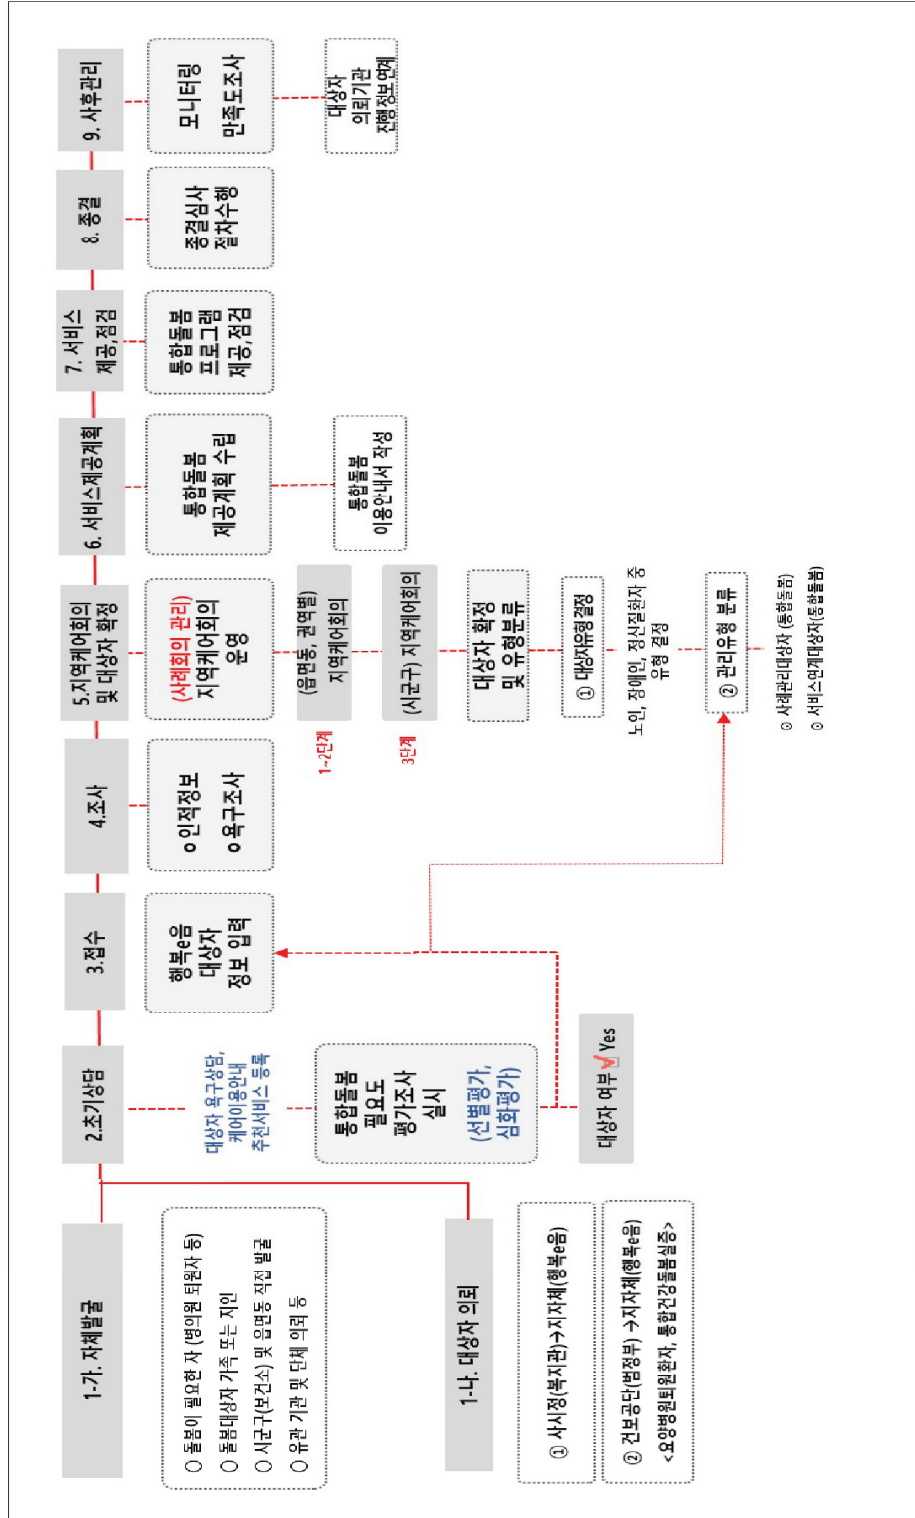 1-가. 자체발굴
○ 돌봄이 필요한 자 (병의원 퇴원자 등)
○ 돌봄대상자 가족 또는 지인
○ 시군구(보건소) 및 읍면동 직접 발굴
○ 유관 기관 및 단체 의뢰 등
1-나. 대상자 의뢰
① 사시정(복지관)→지자체(행복e음)
② 건보공단(범정부) →지자체(행복e음)
<요양병원퇴원환자, 통합건강돌봄실증>
2.초기상담
대상자 욕구상담,
케어이용안내
추천서비스 등록
통합돌봄
필요도
평가조사
실시
(선별평가,
심화평가)
대상자 여부 Yes
3.접수
행복e음
대상자
정보 입력
4.조사
o인적정보
o욕구조사
5.지역케어회의
및 대상자 확정
(사례회의 관리)
지역케어회의
운영
1~2단계
(읍면동, 권역별)
지역케어회의
3단계
(시군구) 지역케어회의
대상자 확정
및 유형분류
① 대상자유형결정
노인, 장애인, 정신질환자 중
유형 결정
② 관리유형 분류
⊙ 사례관리대상자 (통합돌봄)
⊙ 서비스연계대상자(통합돌봄)
6. 서비스제공계획
통합돌봄
제공계획 수립
통합돌봄
이용안내서 작성
7. 서비스
제공,점검
통합돌봄
프로그램
제공,점검
8. 종결
종결심사
절차수행
9. 사후관리
모니터링
만족도조사
대상자
의뢰기관
진행정보연계